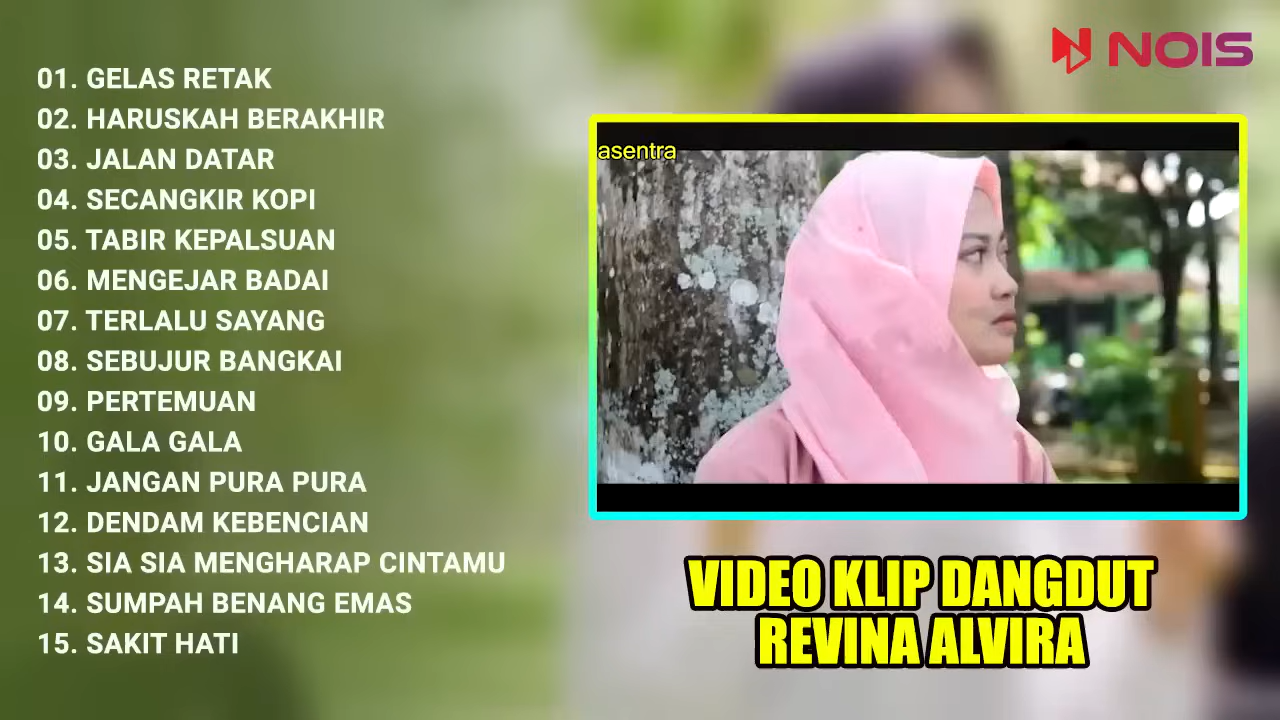 01. GELAS RETAK
02. HARUSKAH BERAKHIR
03. JALAN DATAR
04. SECANGKIR KOPI
05. TABIR KEPALSUAN
06. MENGEJAR BADAI
07. TERLALU SAYANG
08. SEBUJUR BANGKAI
09. PERTEMUAN
10. GALA GALA
11. JANGAN PURA PURA
12. DENDAM KEBENCIAN
13. SIA SIA MENGHARAP CINTAMU
14. SUMPAH BENANG EMAS
15. SAKIT HATI
NOIS
asentra
VIDEO KLIP DANGDUT
REVINA ALVIRA